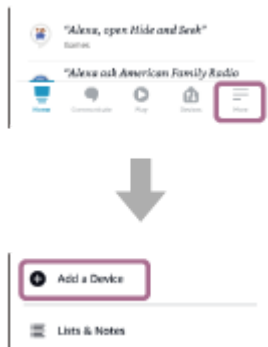 "Alexa, open Hide and Seek"
Games
"Alexa ask American Family Radio
Home Communicate Play Devices More
Add a Device
Lists & Notes